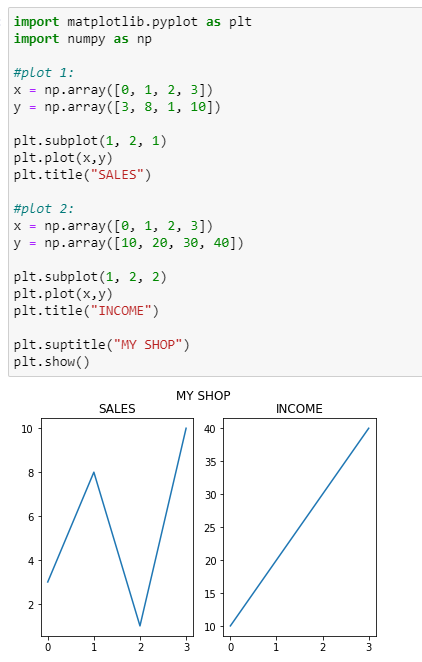 import matplotlib.pyplot as plt
import numpy as np
#plot 1:
x = np.array([0, 1, 2, 3])
y = np.array([3, 8, 1, 10])
plt.subplot(1, 2, 1)
plt.plot(x,y)
plt.title("SALES")
#plot 2:
x = np.array([0, 1, 2, 3])
y = np.array([10, 20, 30, 40])
plt.subplot(1, 2, 2)
plt.plot(x,y)
plt.title("INCOME")
plt.suptitle("MY SHOP")
plt.show()
MY SHOP
SALES
10
8
6
4
2
0 1 2 3
INCOME
40
35
30
25
20
15
10
0 1 2 3